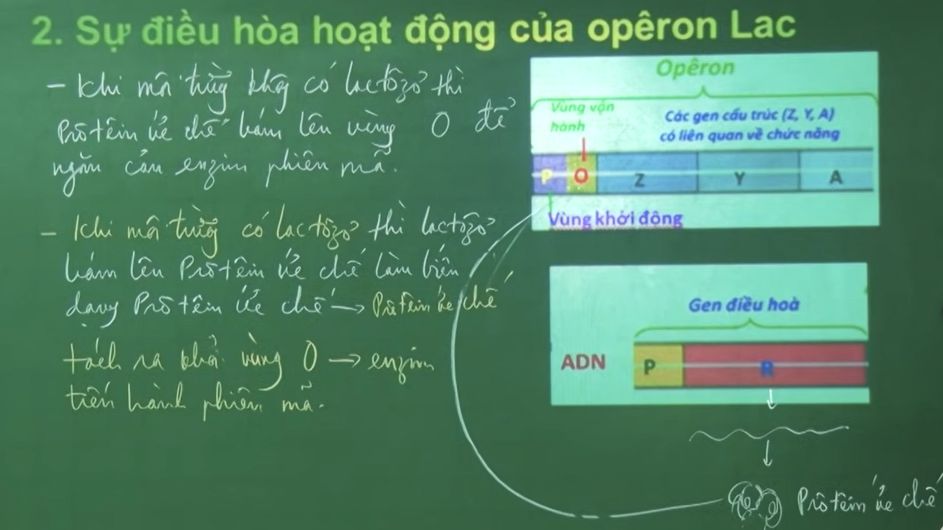 2. Sự điều hòa hoạt động của opêron Lac
- Khi môi trường không có lactôzơ thì
Prôtêin ức chế bám lên vùng O để
ngăn cản enzim phiên mã.
- Khi môi trường có lactôzơ thì lactôzơ
bám lên Prôtêin ức chế làm biến
dạng Prôtêin ức chế → Prôtêin ức chế
tách ra khỏi vùng O → enzim
tiến hành phiên mã.
Opêron
Vùng vận
hành
Các gen cấu trúc (Z, Y, A)
có liên quan về chức năng
P O Z Y A
Vùng khởi động
Gen điều hoà
ADN P R
Prôtêin ức chế